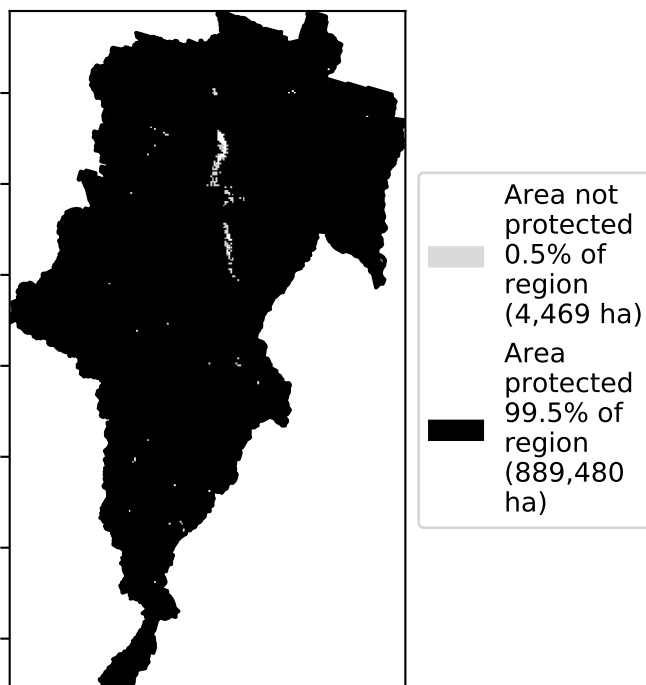 Area not
protected
0.5% of
region
(4,469 ha)
Area
protected
99.5% of
region
(889,480
ha)